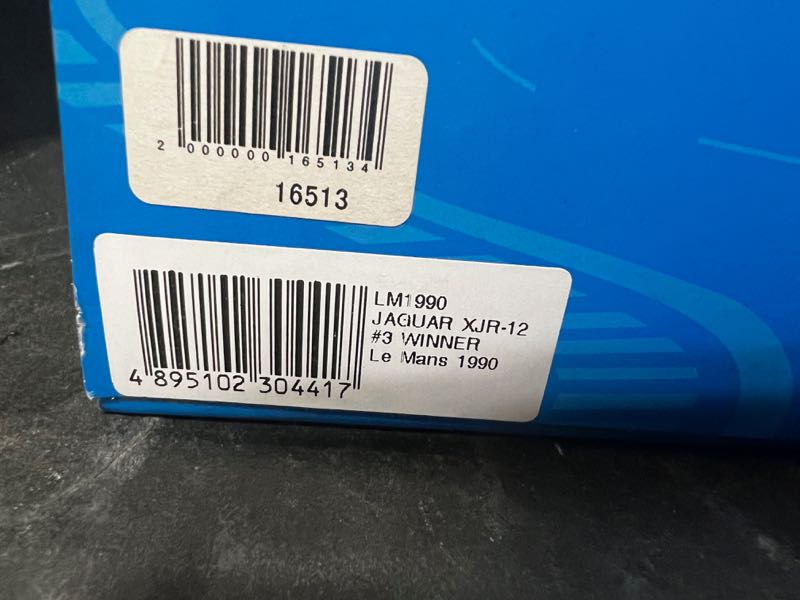 2 000000 165134
16513
LM1990
JAGUAR XJR-12
#3 WINNER
Le Mans 1990
4 895102 304417